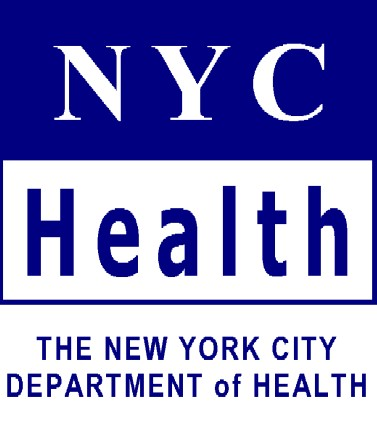 NYC
Health
THE NEW YORK CITY
DEPARTMENT of HEALTH